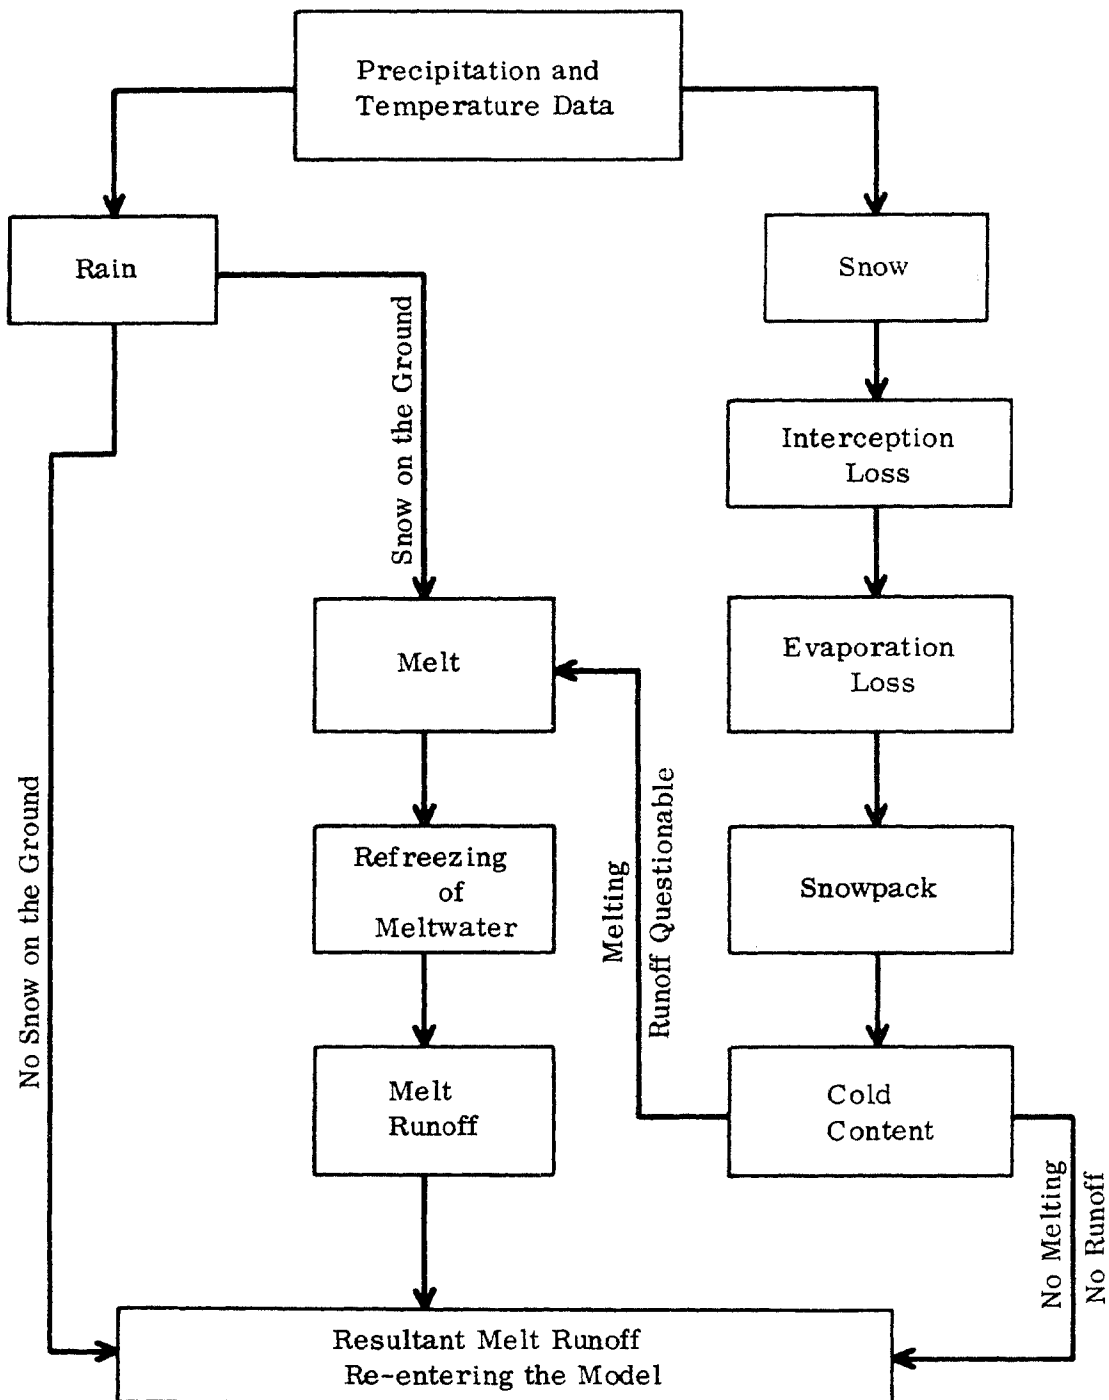 Precipitation and
Temperature Data
Rain
Snow
Snow on the Ground
Interception
Loss
Melt
Evaporation
Loss
No Snow on the Ground
Refreezing
of
Meltwater
Melting
Runoff Questionable
Snowpack
Melt
Runoff
Cold
Content
No Melting
No Runoff
Resultant Melt Runoff
Re-entering the Model